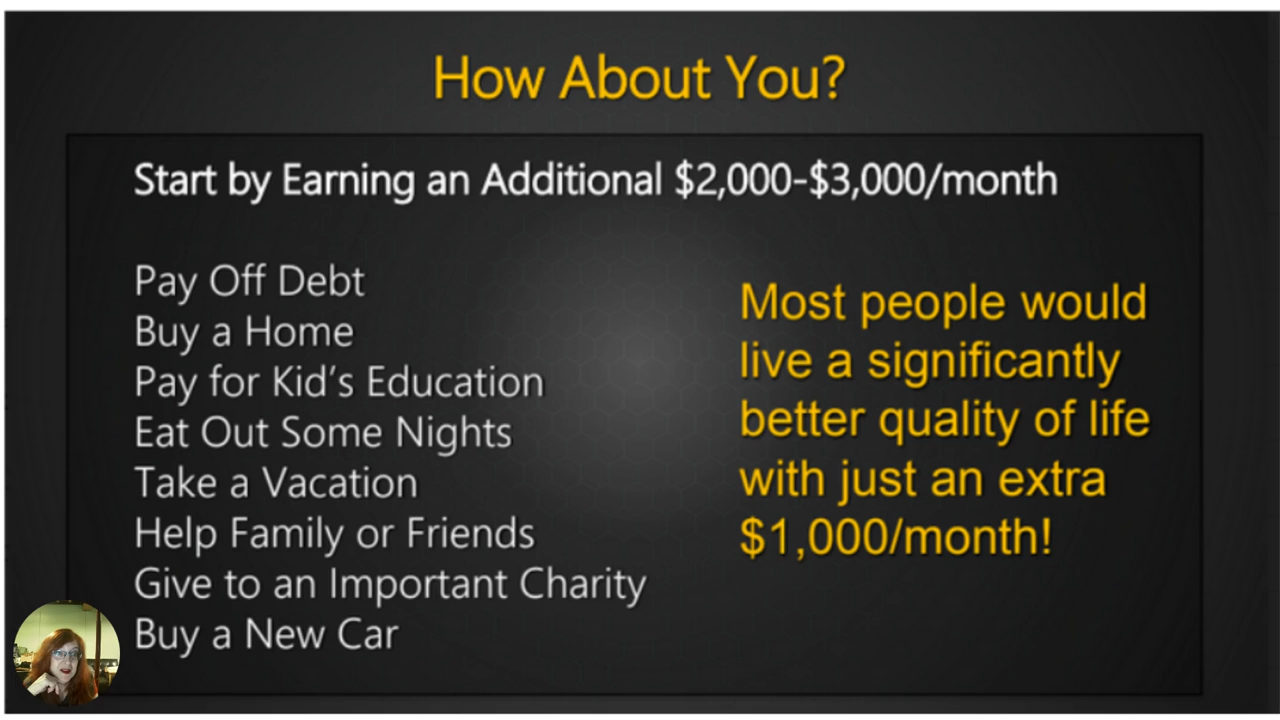 How About You?
Start by Earning an Additional $2,000-$3,000/month
Pay Off Debt
Buy a Home
Pay for Kid's Education
Eat Out Some Nights
Take a Vacation
Help Family or Friends
Give to an Important Charity
Buy a New Car
Most people would
live a significantly
better quality of life
with just an extra
$1,000/month!